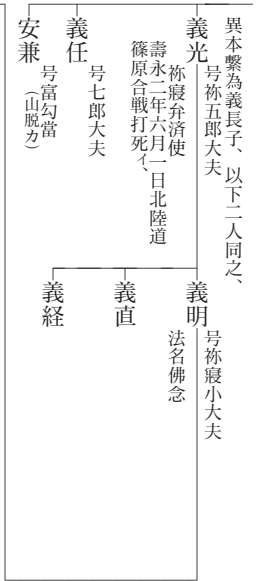 異本繋為義長子、以下二人同之、
義光
号祢五郎大夫
祢寝弁済使
壽永二年六月一日北陸道
篠原合戦打死イ、
義任
号七郎大夫
安兼
号富勾當
（山脱カ）
義明
号祢寝小大夫
法名佛念
義直
義経